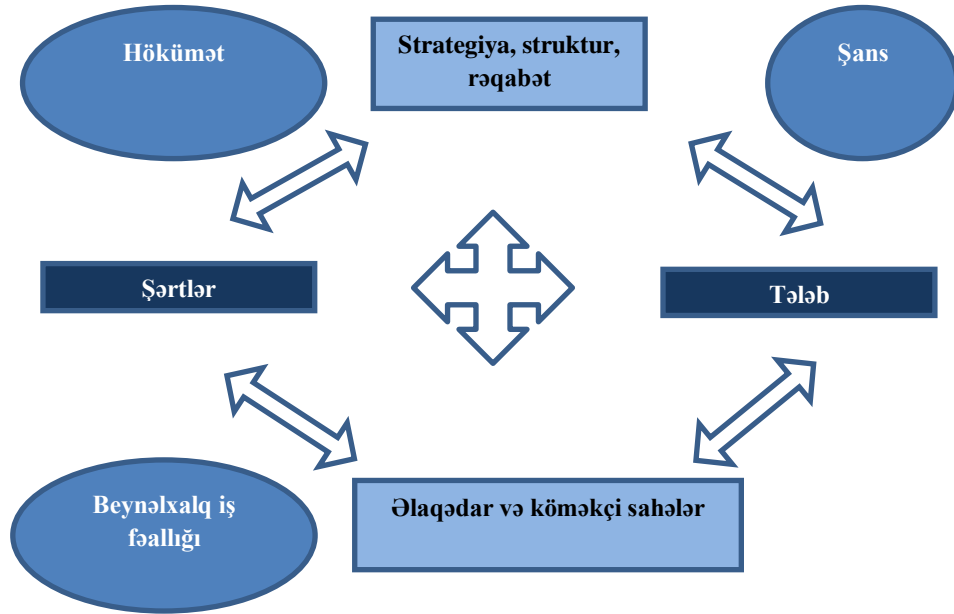 Hökümət
Strategiya, struktur,
rəqabət
Şans
Şərtlər
Tələb
Beynəlxalq iş
fəallığı
Əlaqədar və köməkçi sahələr